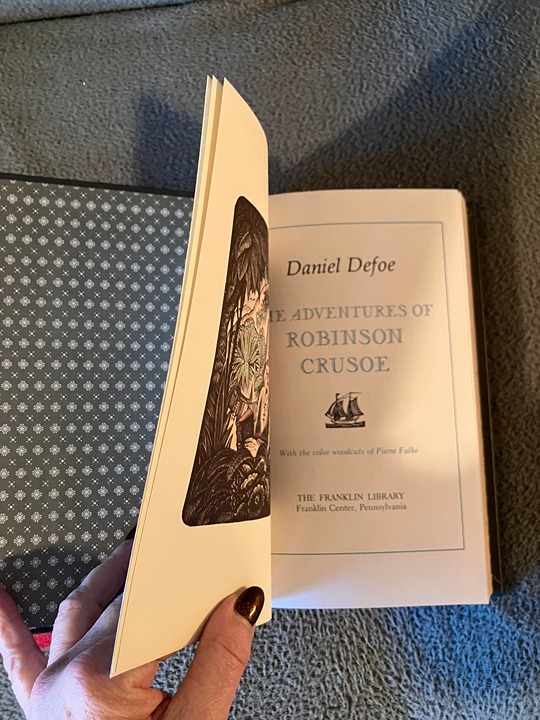 Daniel Defoe
E ADVENTURES OF
ROBINSON
CRUSOE
With the color woodcuts of Pierre Falké
THE FRANKLIN LIBRARY
Franklin Center, Pennsylvania